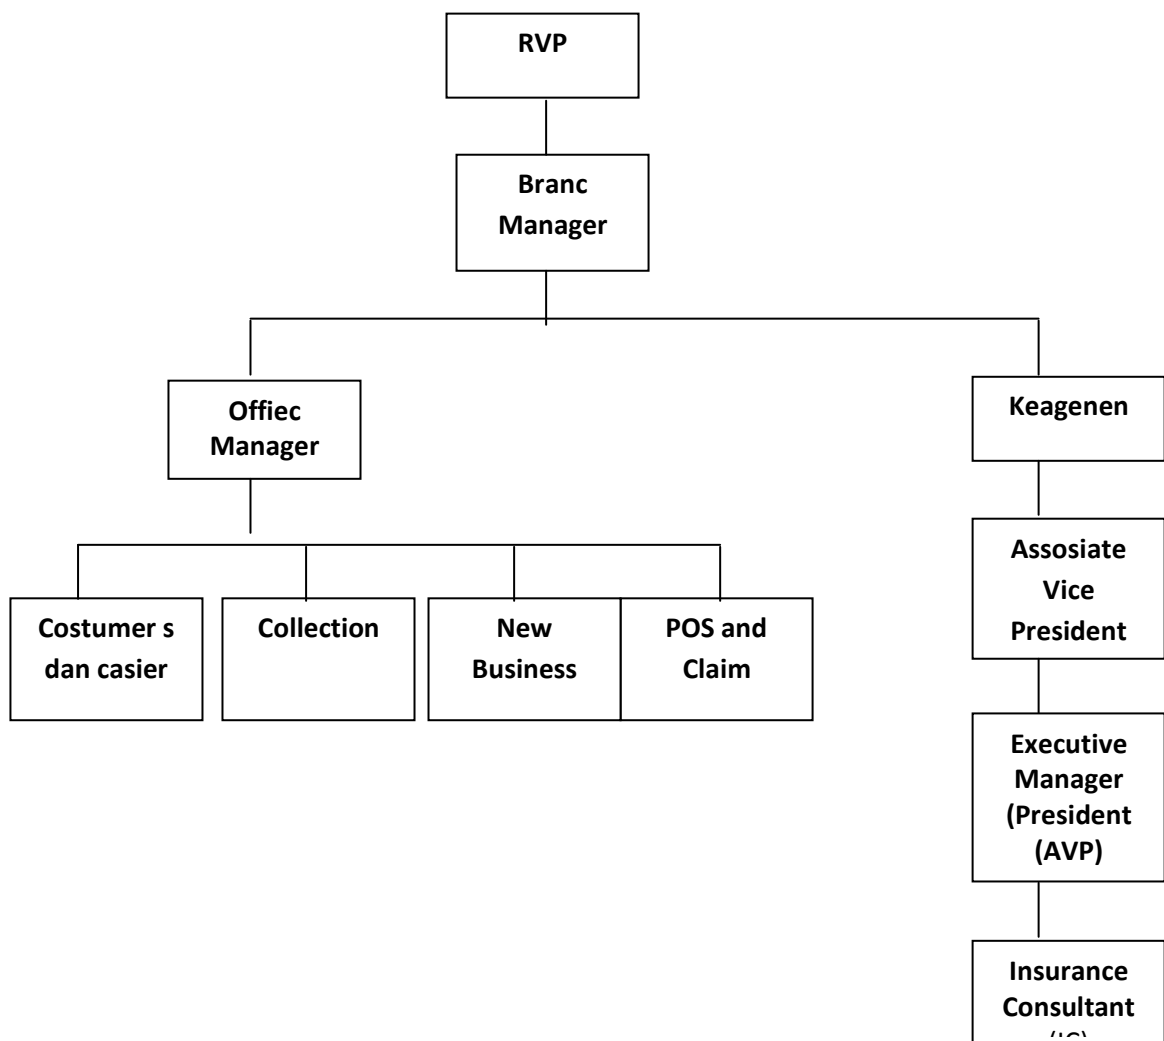 RVP
Branc
Manager
Offiec
Manager
Keagenen
Costumer s
dan casier
Collection
New
Business
POS and
Claim
Assosiate
Vice
President
Executive
Manager
(President
(AVP)
Insurance
Consultant